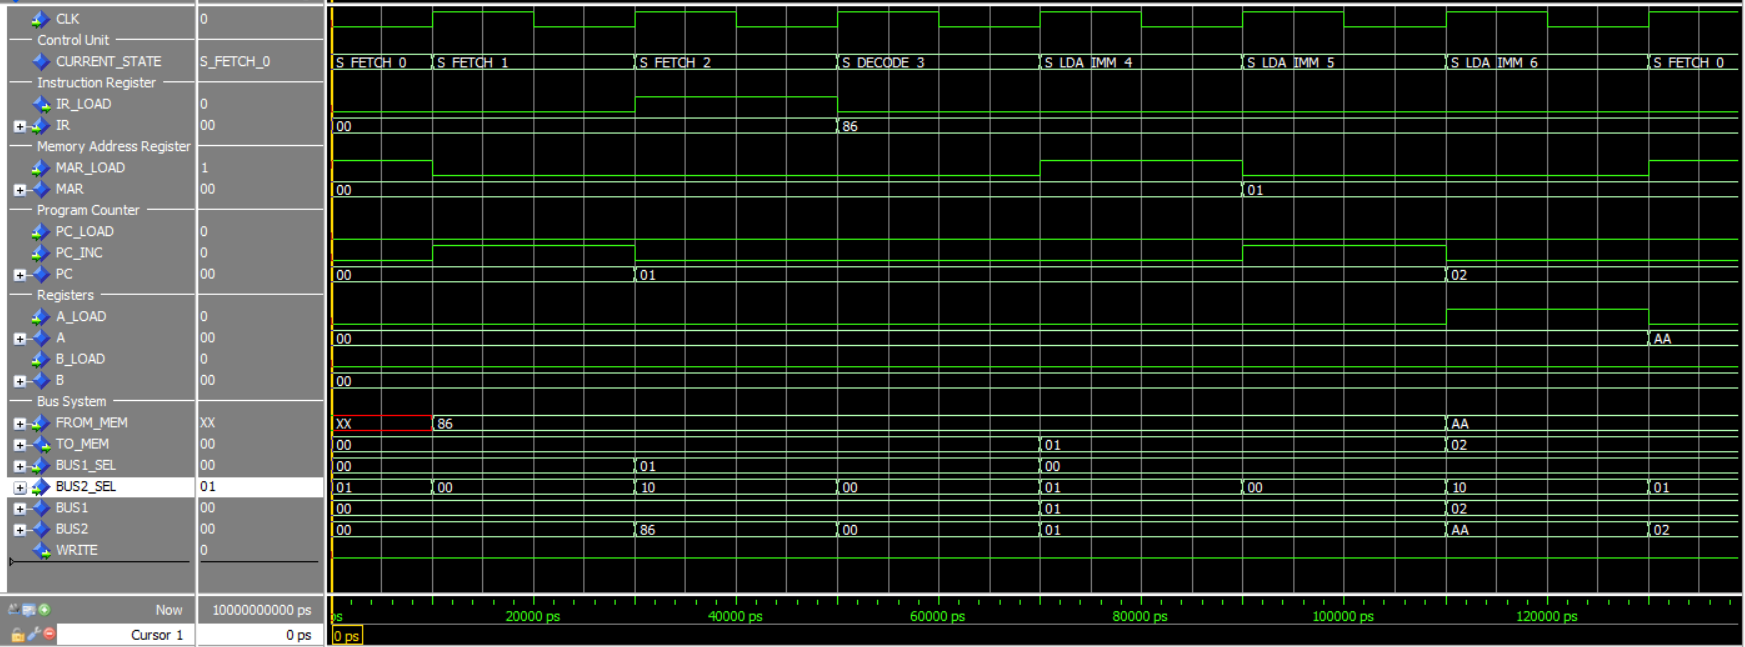 CLK 0
Control Unit
CURRENT_STATE S_FETCH_0 S_FETCH_0 S_FETCH_1 S_FETCH_2 S_DECODE_3 S_LDA_IMM_4 S_LDA_IMM_5 S_LDA_IMM_6 S_FETCH_0
Instruction Register
IR_LOAD 0
IR 00 00 86
Memory Address Register
MAR_LOAD 1
MAR 00 00 01
Program Counter
PC_LOAD 0
PC_INC 0
PC 00 00 01 02
Registers
A_LOAD 0
A 00 00 AA
B_LOAD 0
B 00 00
Bus System
FROM_MEM XX XX 86 AA
TO_MEM 00 00 01 02
BUS1_SEL 00 00 01 00
BUS2_SEL 01 01 00 10 00 01 00 10 01
BUS1 00 00 01 02
BUS2 00 00 86 00 01 AA 02
WRITE 0
Now 10000000000 ps ps 20000 ps 40000 ps 60000 ps 80000 ps 100000 ps 120000 ps
Cursor 1 0 ps 0 ps